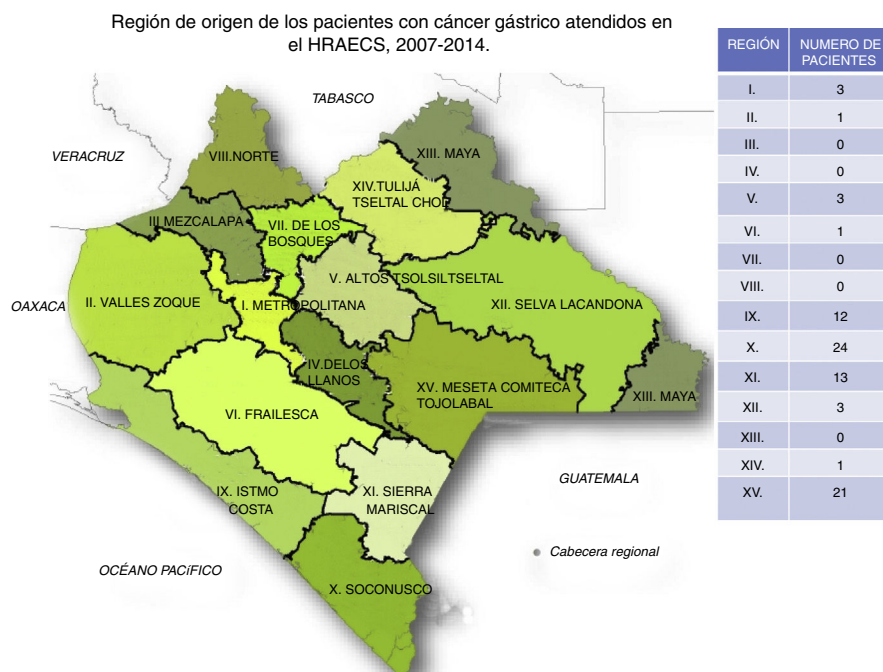 Región de origen de los pacientes con cáncer gástrico atendidos en
el HRAECS, 2007-2014.
TABASCO
VERACRUZ
VIII.NORTE
XIII. MAYA
XIV.TULIJÁ
TSELTAL CHOL
III MEZCALAPA
VII. DE LOS
BOSQUES
V. ALTOS TSOLSILTSELTAL
OAXACA
II. VALLES ZOQUE
I. METROPOLITANA
XII. SELVA LACANDONA
IV.DELOS
LLANOS
XV. MESETA COMITECA
TOJOLABAL
XIII. MAYA
VI. FRAILESCA
GUATEMALA
IX. ISTMO
COSTA
XI. SIERRA
MARISCAL
Cabecera regional
OCÉANO PACíFICO
X. SOCONUSCO
REGIÓN NUMERO DE
PACIENTES
I. 3
II. 1
III. 0
IV. 0
V. 3
VI. 1
VII. 0
VIII. 0
IX. 12
X. 24
XI. 13
XII. 3
XIII. 0
XIV. 1
XV. 21